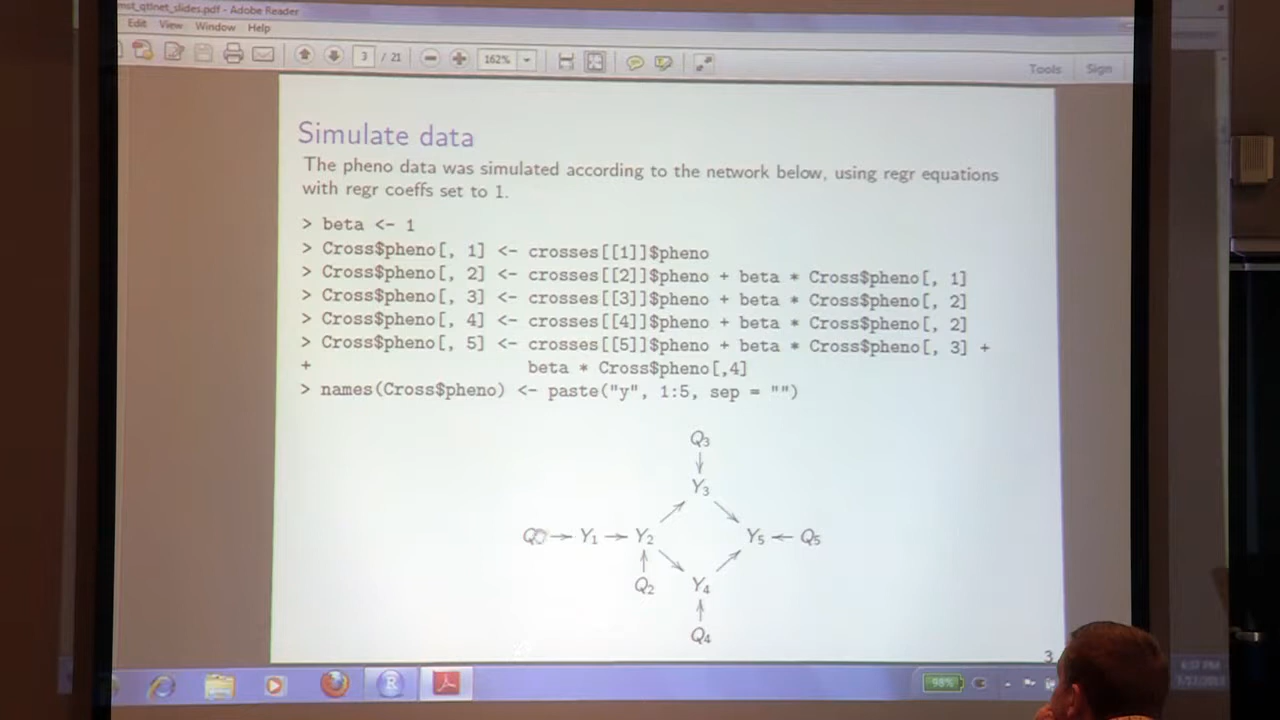 mst_qtlnet_slides.pdf - Adobe Reader
Edit View Window Help
3 / 21 162% Tools Sign
Simulate data
The pheno data was simulated according to the network below, using regr equations
with regr coeffs set to 1.
> beta <- 1
> Cross$pheno[, 1] <- crosses[[1]]$pheno
> Cross$pheno[, 2] <- crosses[[2]]$pheno + beta * Cross$pheno[, 1]
> Cross$pheno[, 3] <- crosses[[3]]$pheno + beta * Cross$pheno[, 2]
> Cross$pheno[, 4] <- crosses[[4]]$pheno + beta * Cross$pheno[, 2]
> Cross$pheno[, 5] <- crosses[[5]]$pheno + beta * Cross$pheno[, 3] +
+ beta * Cross$pheno[,4]
> names(Cross$pheno) <- paste("y", 1:5, sep = "")
Q3
Y3
Q → Y1 → Y2 Y5 ← Q5
Q2 Y4
Q4
3
98%